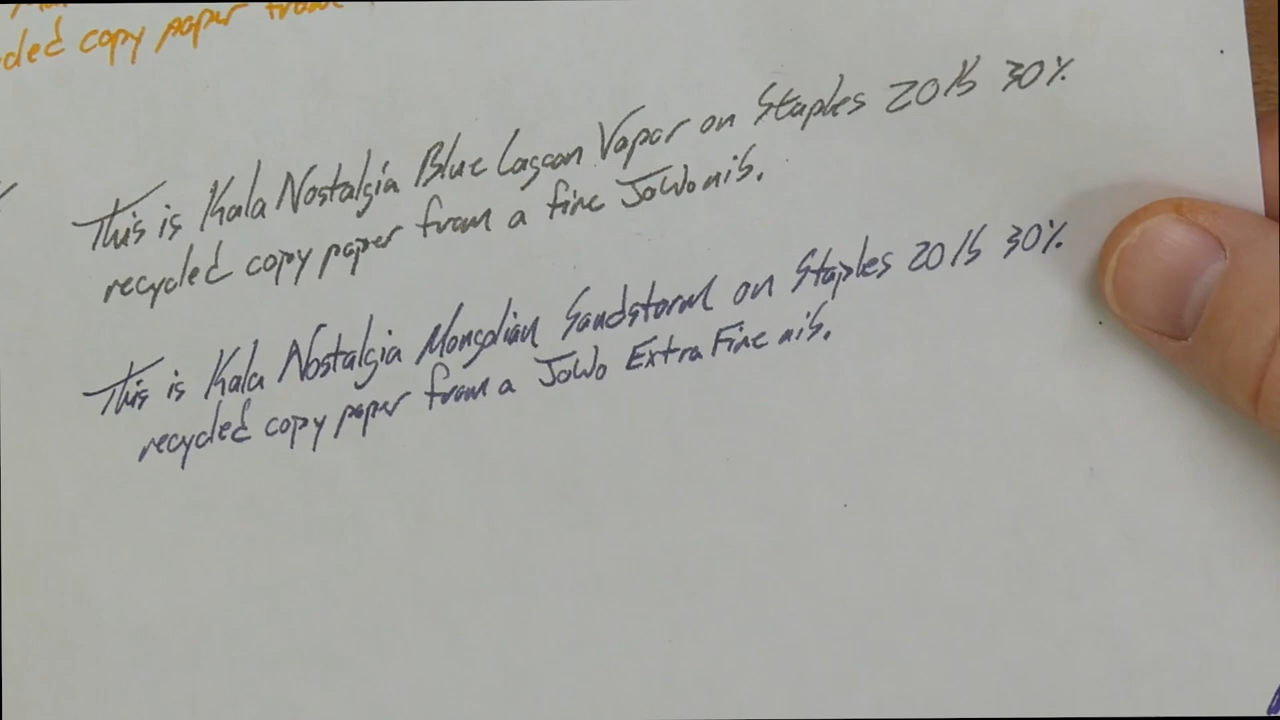 cled copy paper from
This is Kala Nostalgia Blue Lagoon Vapor on Staples 20lb 30%
recycled copy paper from a fine JoWo nib.
This is Kala Nostalgia Mongolian Sandstorm on Staples 20lb 30%
recycled copy paper from a JoWo Extra Fine nib.